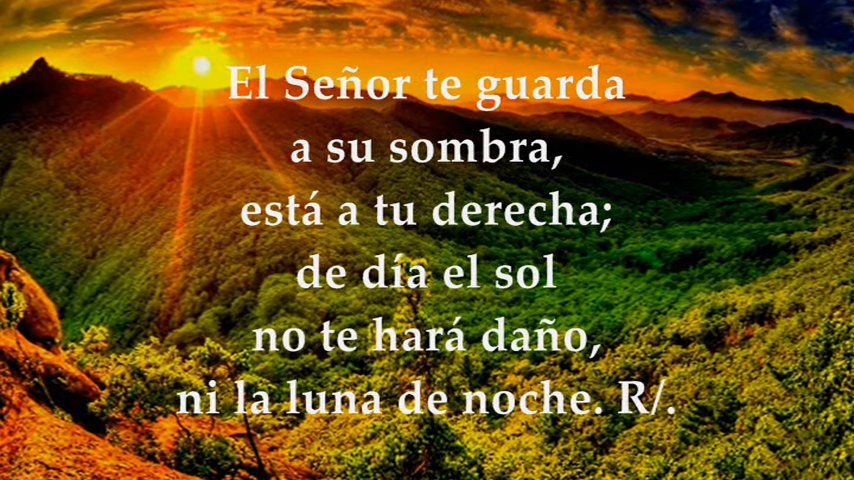 El Señor te guarda
a su sombra,
está a tu derecha;
de día el sol
no te hará daño,
ni la luna de noche. R/.